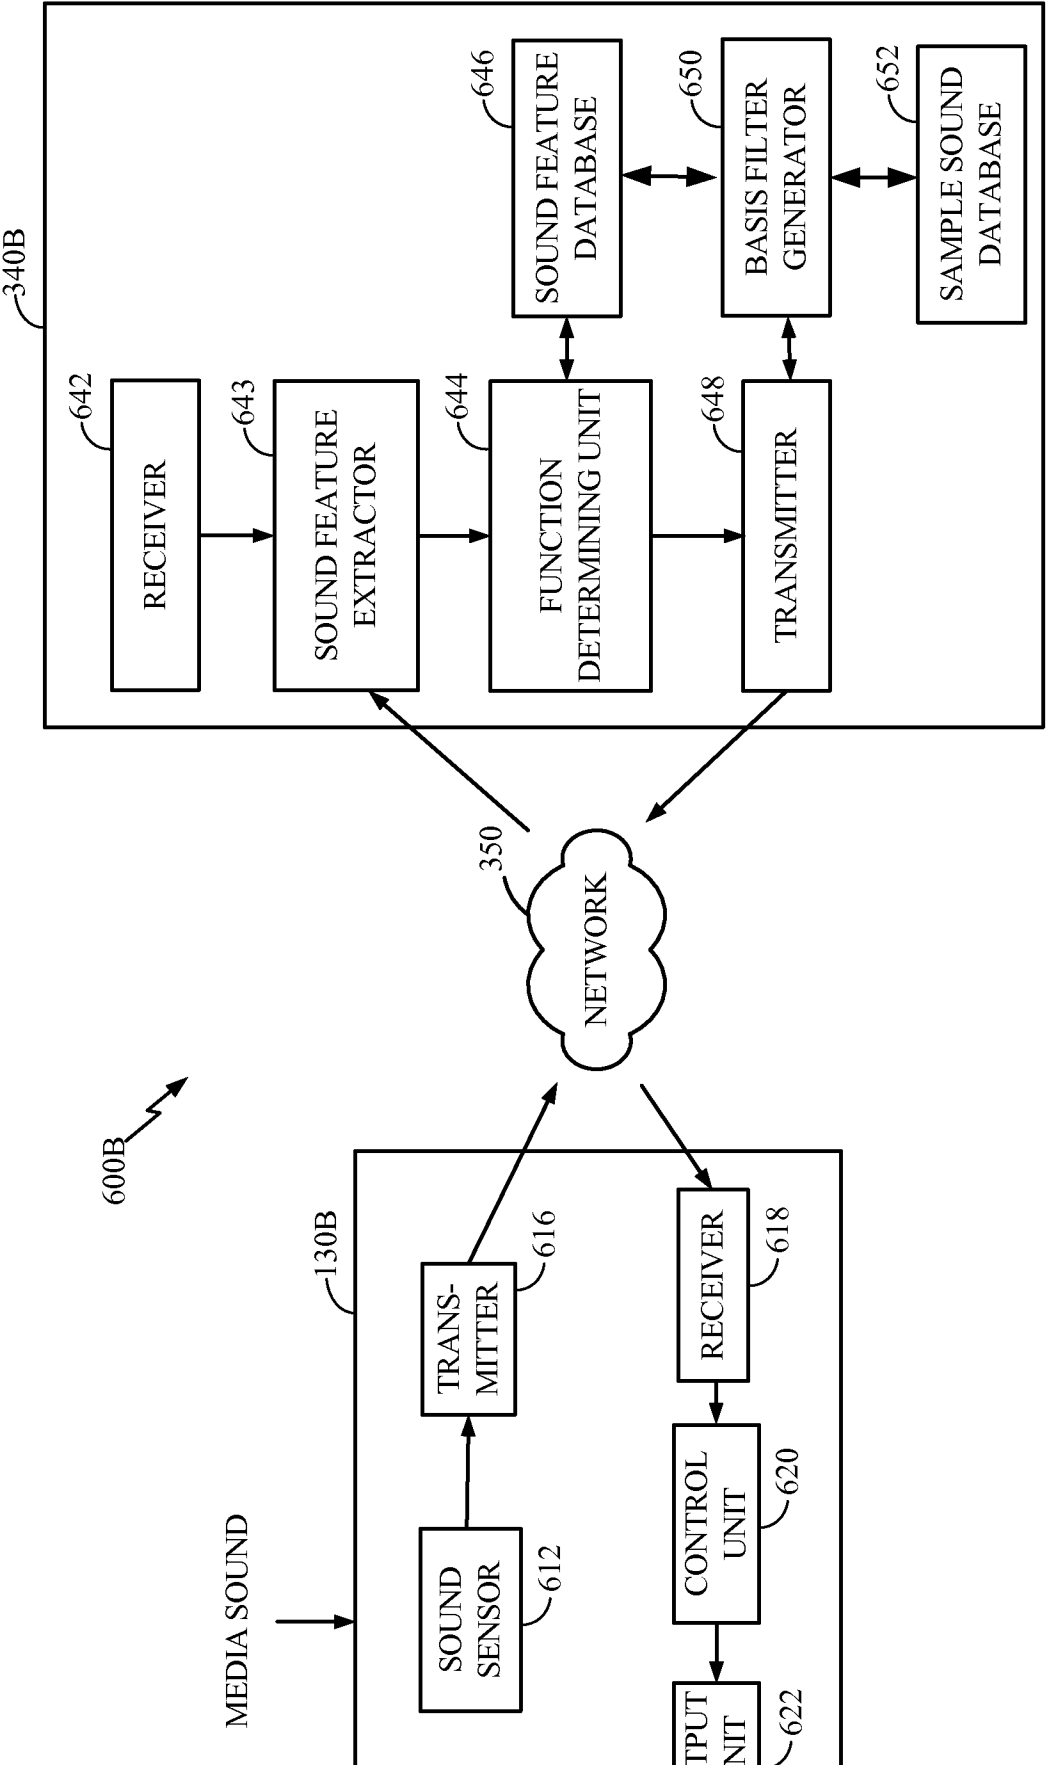 600B
MEDIA SOUND
130B
SOUND
SENSOR
612
TRANS-
MITTER
616
TPUT
NIT
622
CONTROL
UNIT
620
RECEIVER
618
350
NETWORK
340B
642
RECEIVER
643
SOUND FEATURE
EXTRACTOR
644
FUNCTION
DETERMINING UNIT
648
TRANSMITTER
646
SOUND FEATURE
DATABASE
650
BASIS FILTER
GENERATOR
652
SAMPLE SOUND
DATABASE